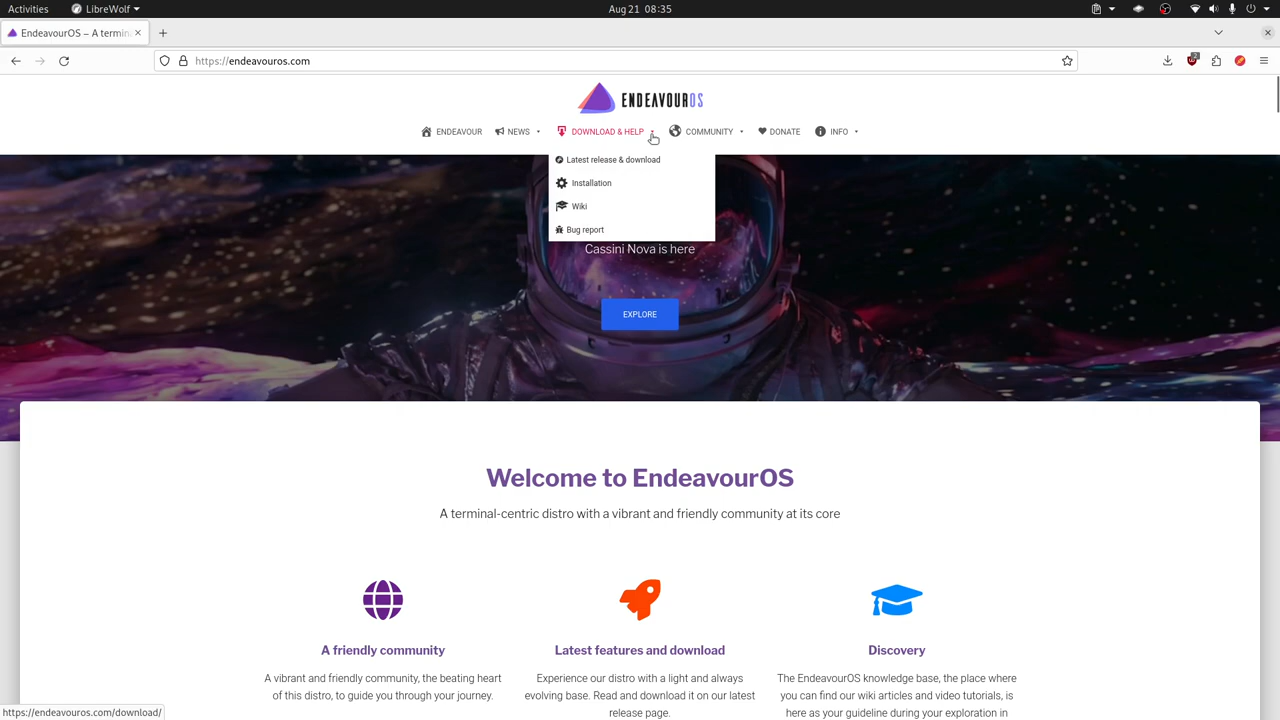 Activities
LibreWolf
Aug 21 08:35
EndeavourOS – A termin
https://endeavouros.com
2
ENDEAVOUROS
ENDEAVOUR
NEWS
DOWNLOAD & HELP
COMMUNITY
DONATE
INFO
Latest release & download
Installation
Wiki
Bug report
Cassini Nova is here
EXPLORE
Welcome to EndeavourOS
A terminal-centric distro with a vibrant and friendly community at its core
A friendly community
A vibrant and friendly community, the beating heart
of this distro, to guide you through your journey.
Latest features and download
Experience our distro with a light and always
evolving base. Read and download it on our latest
release page.
Discovery
The EndeavourOS knowledge base, the place where
you can find our wiki articles and video tutorials, is
here as your guideline during your exploration in
https://endeavouros.com/download/